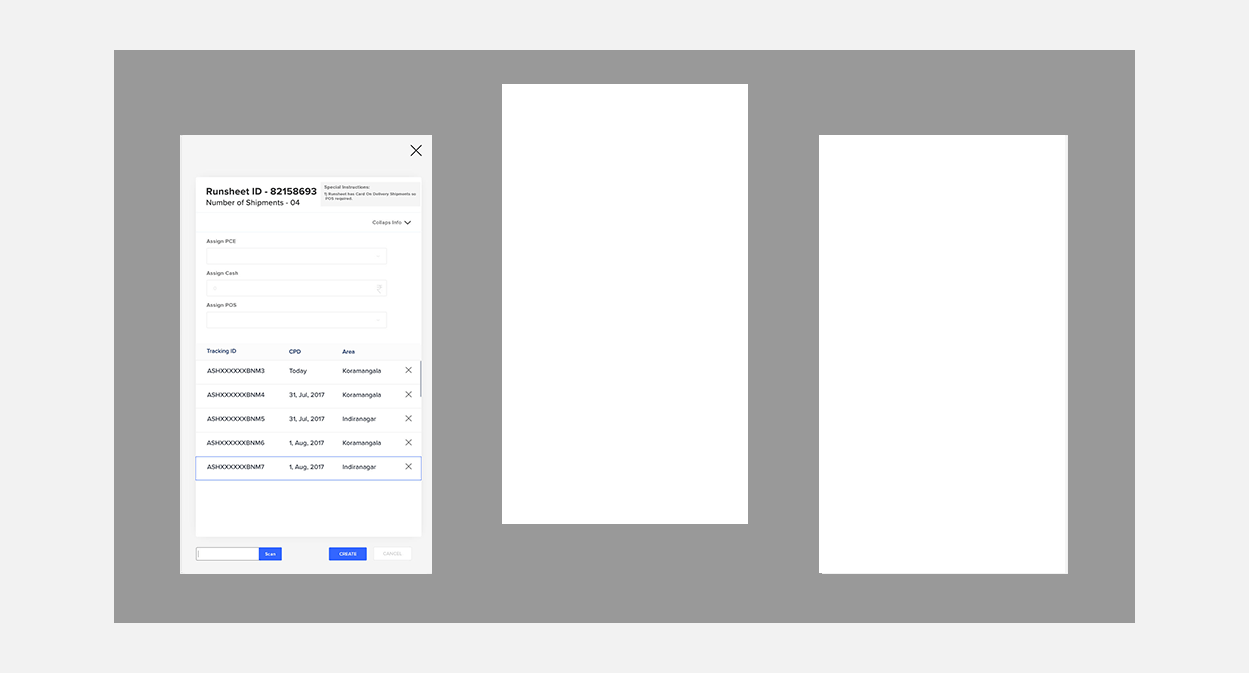 Runsheet ID - 82158693
Number of Shipments - 04
Special Instructions:
1) Runsheet has Card On Delivery Shipments so
POS required.
Collaps Info
Assign PCE
Assign Cash
₹
Assign POS
Tracking ID CPD Area
ASHXXXXXXBNM3 Today Koramangala
ASHXXXXXXBNM4 31, Jul, 2017 Koramangala
ASHXXXXXXBNM5 31, Jul, 2017 Indiranagar
ASHXXXXXXBNM6 1, Aug, 2017 Koramangala
ASHXXXXXXBNM7 1, Aug, 2017 Indiranagar
Scan CREATE CANCEL